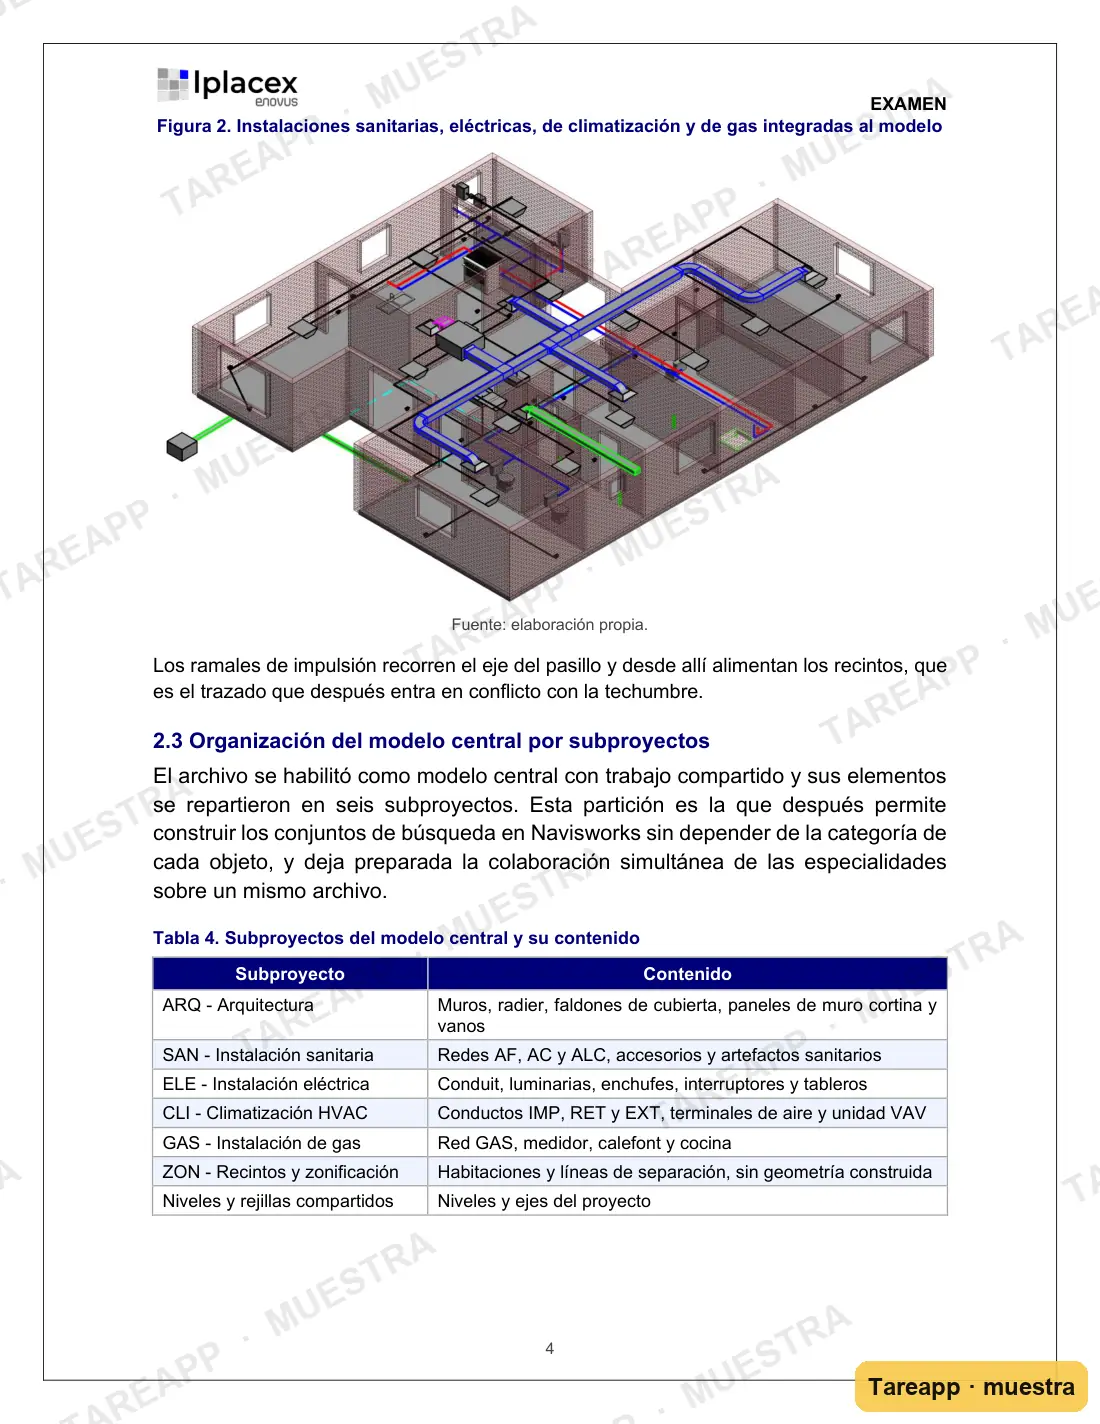 Iplacex
enovus
EXAMEN
Figura 2. Instalaciones sanitarias, eléctricas, de climatización y de gas integradas al modelo
Fuente: elaboración propia.
Los ramales de impulsión recorren el eje del pasillo y desde allí alimentan los recintos, que
es el trazado que después entra en conflicto con la techumbre.
2.3 Organización del modelo central por subproyectos
El archivo se habilitó como modelo central con trabajo compartido y sus elementos
se repartieron en seis subproyectos. Esta partición es la que después permite
construir los conjuntos de búsqueda en Navisworks sin depender de la categoría de
cada objeto, y deja preparada la colaboración simultánea de las especialidades
sobre un mismo archivo.
Tabla 4. Subproyectos del modelo central y su contenido
Subproyecto Contenido
ARQ - Arquitectura Muros, radier, faldones de cubierta, paneles de muro cortina y
vanos
SAN - Instalación sanitaria Redes AF, AC y ALC, accesorios y artefactos sanitarios
ELE - Instalación eléctrica Conduit, luminarias, enchufes, interruptores y tableros
CLI - Climatización HVAC Conductos IMP, RET y EXT, terminales de aire y unidad VAV
GAS - Instalación de gas Red GAS, medidor, calefont y cocina
ZON - Recintos y zonificación Habitaciones y líneas de separación, sin geometría construida
Niveles y rejillas compartidos Niveles y ejes del proyecto
4
Tareapp · muestra
TAREAPP · MUESTRA